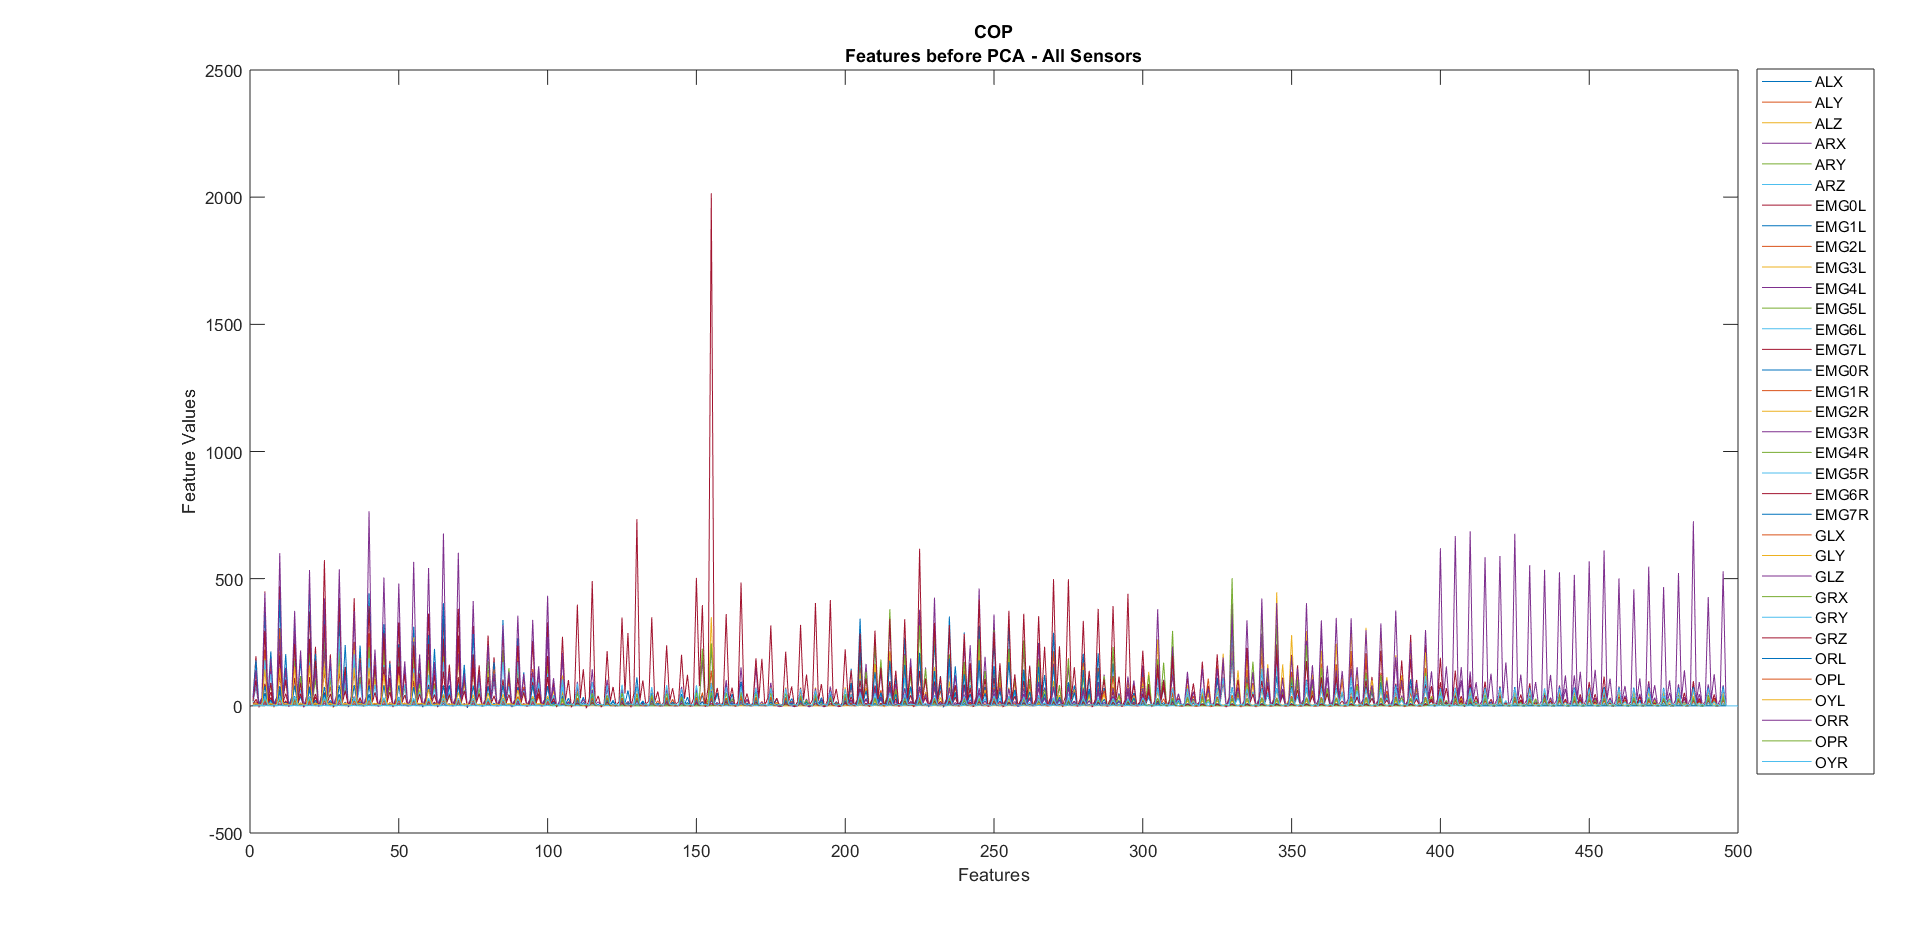 COP
Features before PCA - All Sensors
2500
2000
1500
1000
500
0
-500
Feature Values
0 50 100 150 200 250 300 350 400 450 500
Features
ALX
ALY
ALZ
ARX
ARY
ARZ
EMG0L
EMG1L
EMG2L
EMG3L
EMG4L
EMG5L
EMG6L
EMG7L
EMG0R
EMG1R
EMG2R
EMG3R
EMG4R
EMG5R
EMG6R
EMG7R
GLX
GLY
GLZ
GRX
GRY
GRZ
ORL
OPL
OYL
ORR
OPR
OYR